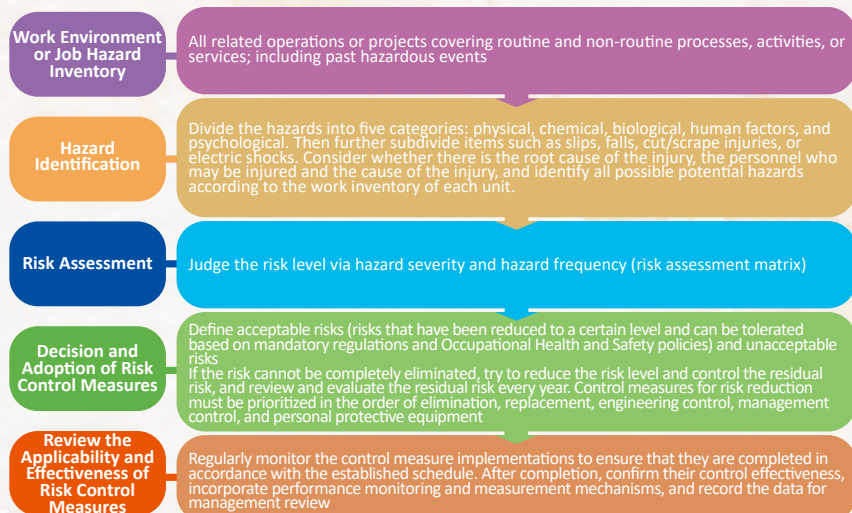 Work Environment
or Job Hazard
Inventory
All related operations or projects covering routine and non-routine processes, activities, or
services; including past hazardous events
Hazard
Identification
Divide the hazards into five categories: physical, chemical, biological, human factors, and
psychological. Then further subdivide items such as slips, falls, cut/scrape injuries, or
electric shocks. Consider whether there is the root cause of the injury, the personnel who
may be injured and the cause of the injury, and identify all possible potential hazards
according to the work inventory of each unit.
Risk Assessment
Judge the risk level via hazard severity and hazard frequency (risk assessment matrix)
Decision and
Adoption of Risk
Control Measures
Define acceptable risks (risks that have been reduced to a certain level and can be tolerated
based on mandatory regulations and Occupational Health and Safety policies) and unacceptable
risks
If the risk cannot be completely eliminated, try to reduce the risk level and control the residual
risk, and review and evaluate the residual risk every year. Control measures for risk reduction
must be prioritized in the order of elimination, replacement, engineering control, management
control, and personal protective equipment
Review the
Applicability and
Effectiveness of
Risk Control
Measures
Regularly monitor the control measure implementations to ensure that they are completed in
accordance with the established schedule. After completion, confirm their control effectiveness,
incorporate performance monitoring and measurement mechanisms, and record the data for
management review